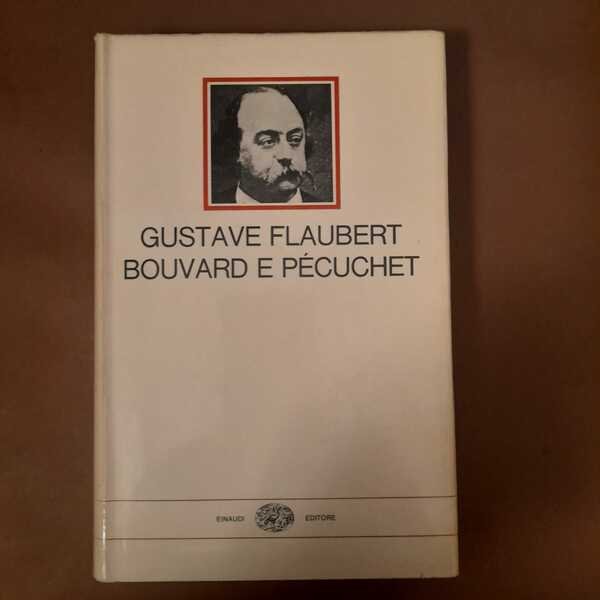 GUSTAVE FLAUBERT
BOUVARD E PÉCUCHET
EINAUDI EDITORE